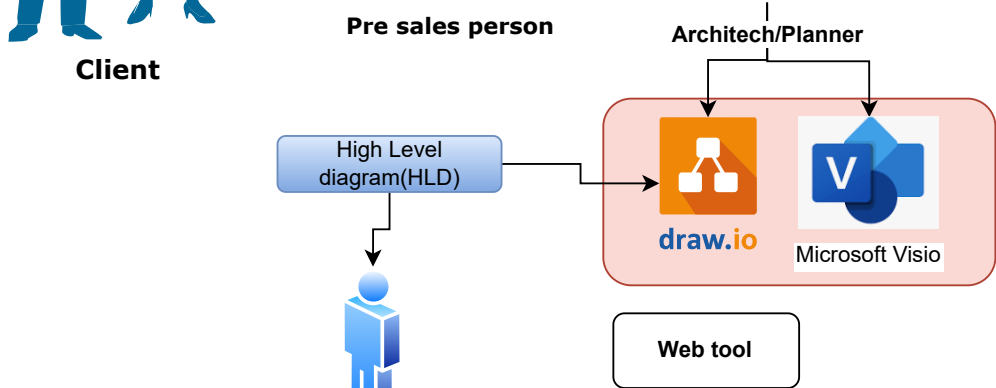 Pre sales person
Architech/Planner
Client
High Level
diagram(HLD)
V
draw.io
Microsoft Visio
Web tool